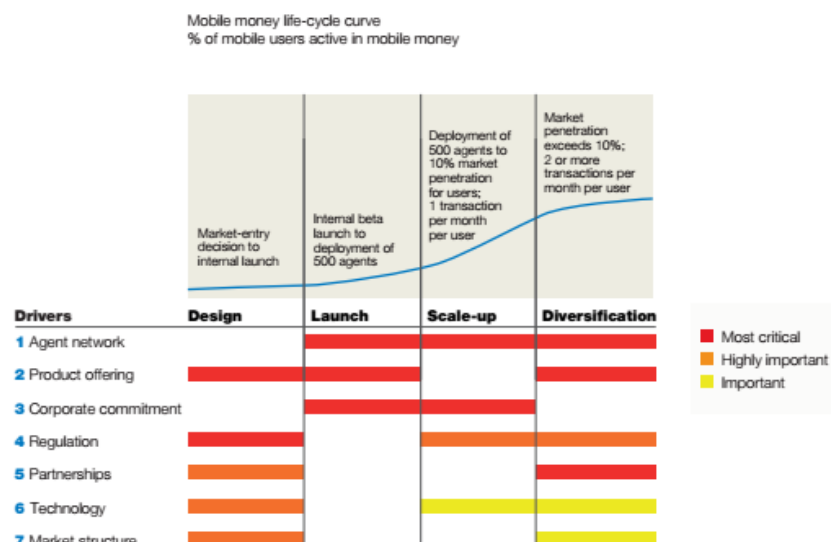 Mobile money life-cycle curve
% of mobile users active in mobile money
Market-entry
decision to
internal launch
Internal beta
launch to
deployment of
500 agents
Deployment of
500 agents to
10% market
penetration
for users;
1 transaction
per month
per user
Market
penetration
exceeds 10%;
2 or more
transactions per
month per user
Drivers Design Launch Scale-up Diversification
1 Agent network
2 Product offering
3 Corporate commitment
4 Regulation
5 Partnerships
6 Technology
7 Market structure
Most critical
Highly important
Important